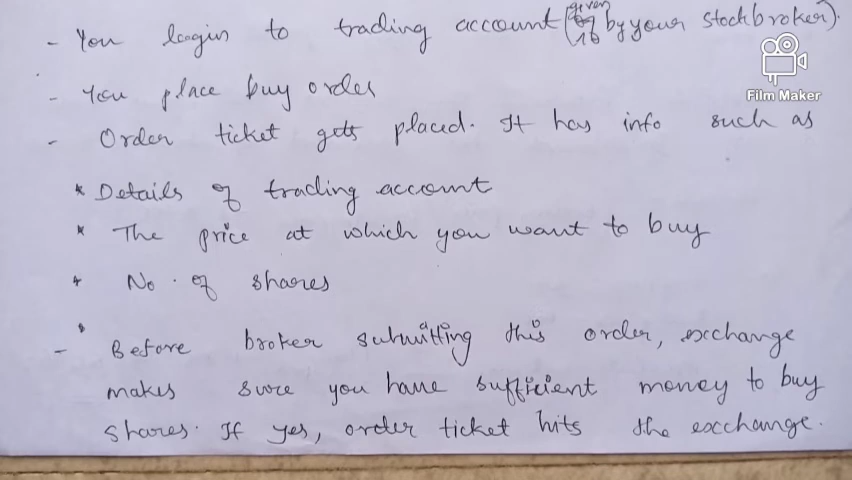 - You login to trading account (given by your stockbroker).
- You place buy order
- Order ticket gets placed. It has info such as
* Details of trading account
* The price at which you want to buy
* No. of shares
- Before broker submitting this order, exchange
makes sure you have sufficient money to buy
shares. If yes, order ticket hits the exchange.
Film Maker